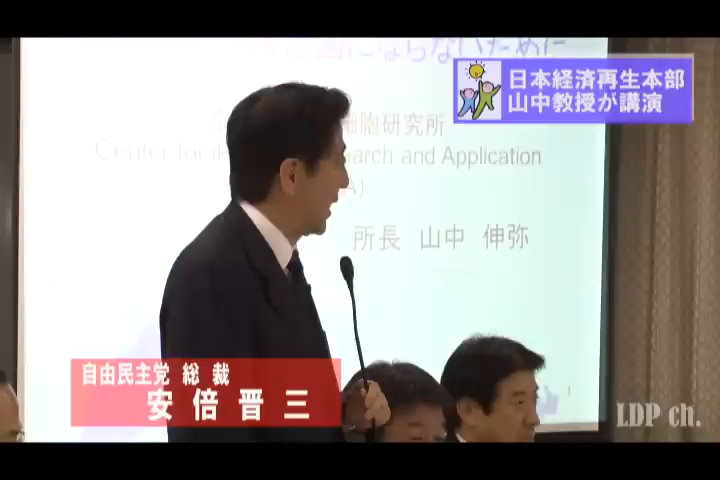 にならないために
日本経済再生本部
山中教授が講演
胞研究所
Center for arch and Application
A)
所長 山中 伸弥
自由民主党 総裁
安倍晋三
LDP ch.